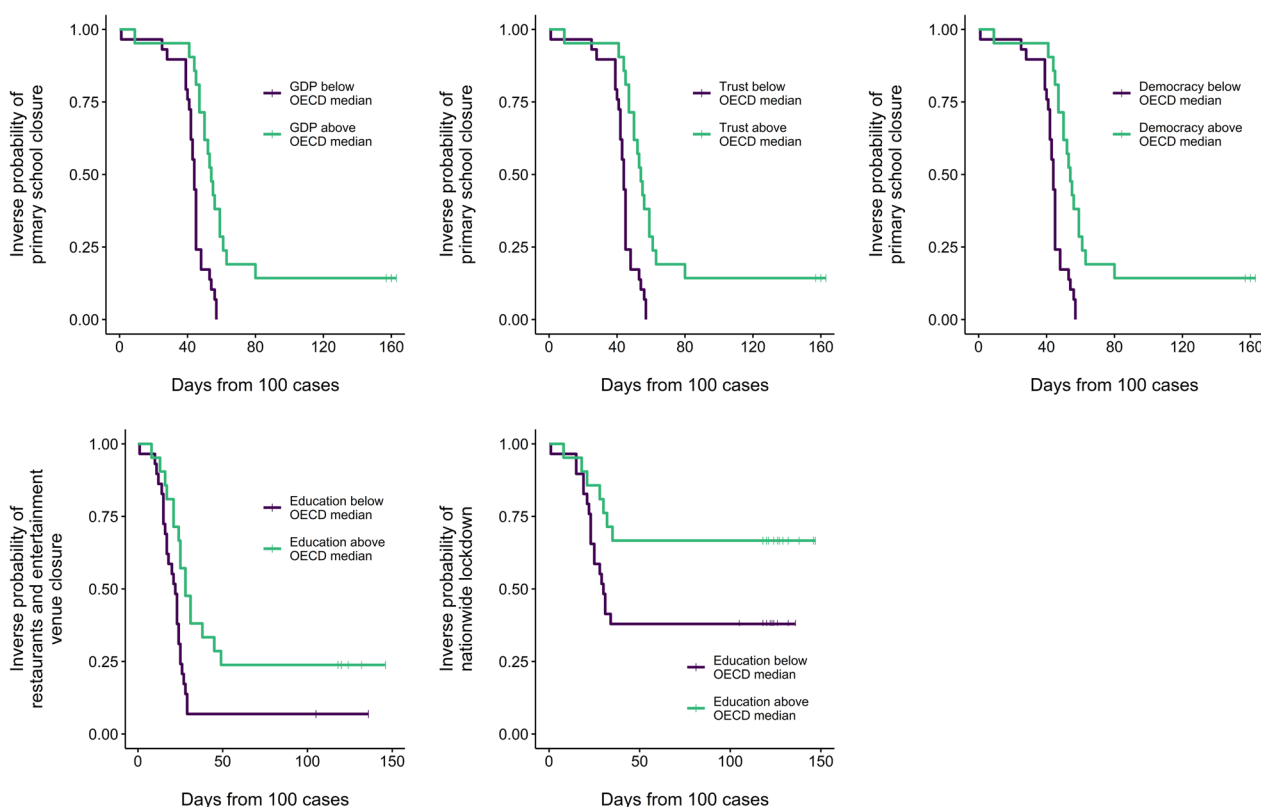 Inverse probability of
primary school closure
1.00
0.75
0.50
0.25
0.00
GDP below
OECD median
GDP above
OECD median
0 40 80 120 160
Days from 100 cases
Inverse probability of
primary school closure
1.00
0.75
0.50
0.25
0.00
Trust below
OECD median
Trust above
OECD median
0 40 80 120 160
Days from 100 cases
Inverse probability of
primary school closure
1.00
0.75
0.50
0.25
0.00
Democracy below
OECD median
Democracy above
OECD median
0 40 80 120 160
Days from 100 cases
Inverse probability of
restaurants and entertainment
venue closure
1.00
0.75
0.50
0.25
0.00
Education below
OECD median
Education above
OECD median
0 50 100 150
Days from 100 cases
Inverse probability of
nationwide lockdown
1.00
0.75
0.50
0.25
0.00
Education below
OECD median
Education above
OECD median
0 50 100 150
Days from 100 cases